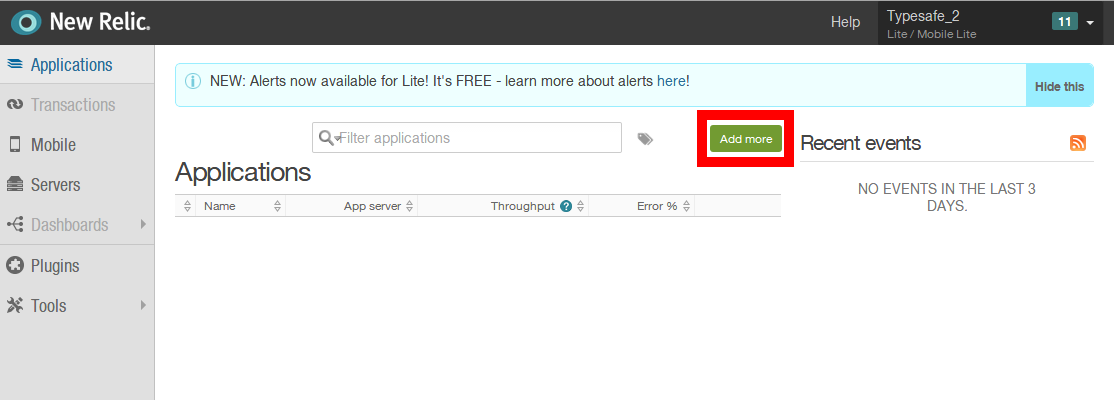 New Relic.
Help
Typesafe_2
Lite / Mobile Lite
11
Applications
Transactions
Mobile
Servers
Dashboards
Plugins
Tools
NEW: Alerts now available for Lite! It's FREE - learn more about alerts here!
Hide this
Filter applications
Add more
Applications
Name App server Throughput ? Error %
Recent events
NO EVENTS IN THE LAST 3
DAYS.